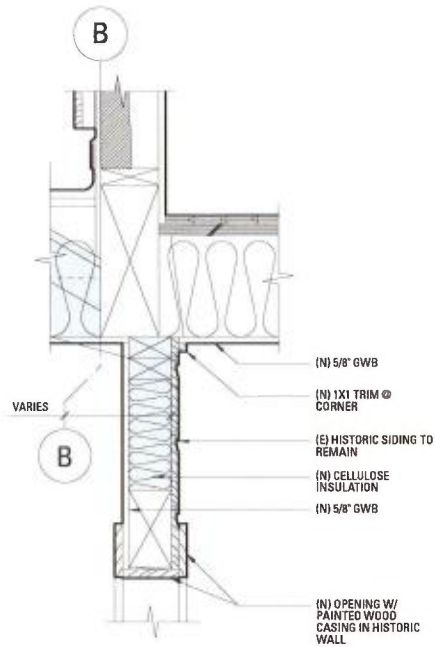 B
(N) 5/8" GWB
(N) 1X1 TRIM @
CORNER
VARIES
(E) HISTORIC SIDING TO
REMAIN
B
(N) CELLULOSE
INSULATION
(N) 5/8" GWB
(N) OPENING W/
PAINTED WOOD
CASING IN HISTORIC
WALL